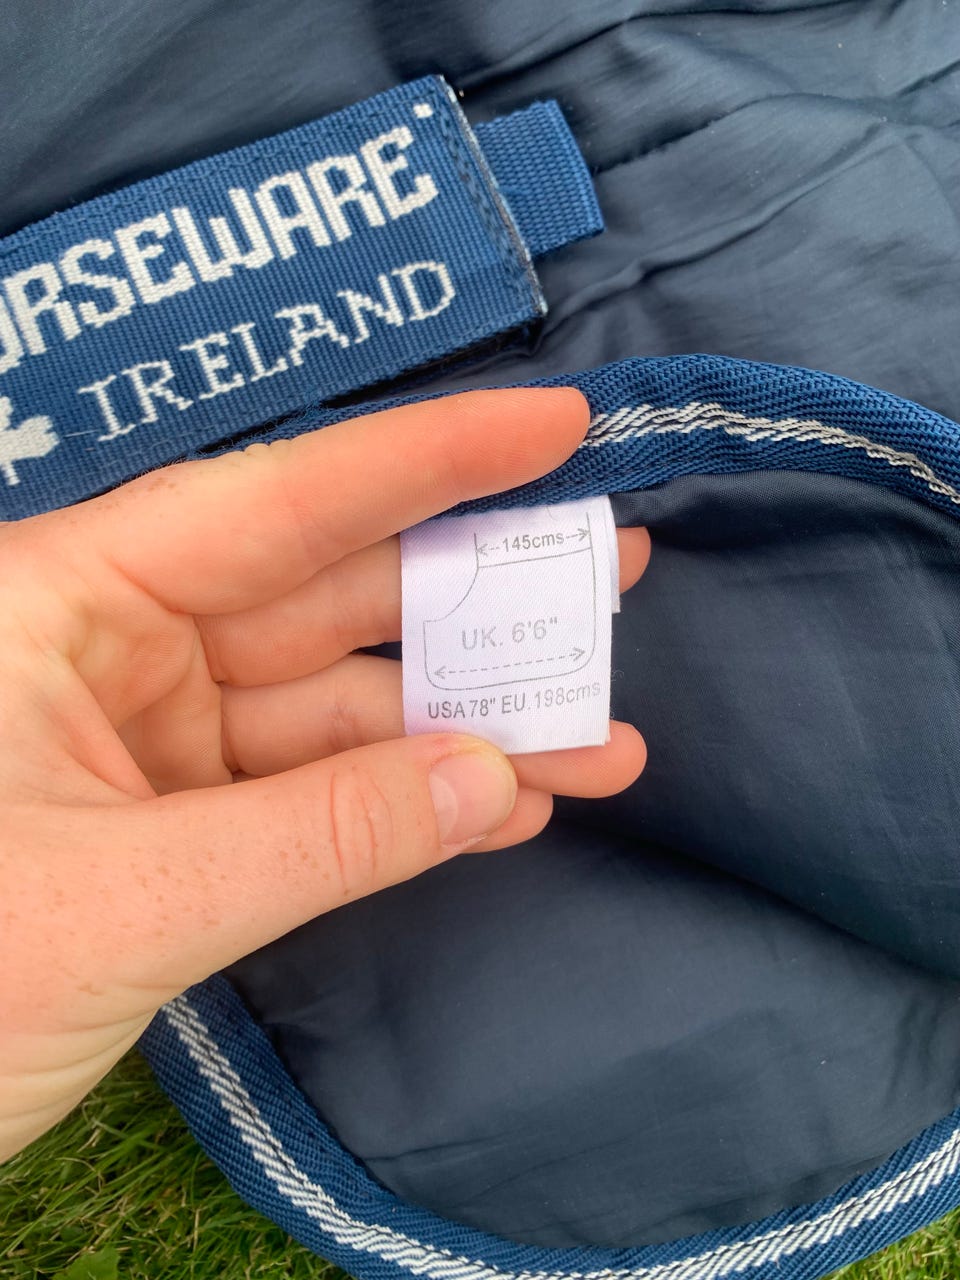 ORSEWARE
IRELAND
145cms
UK. 6'6"
USA 78" EU. 198cms